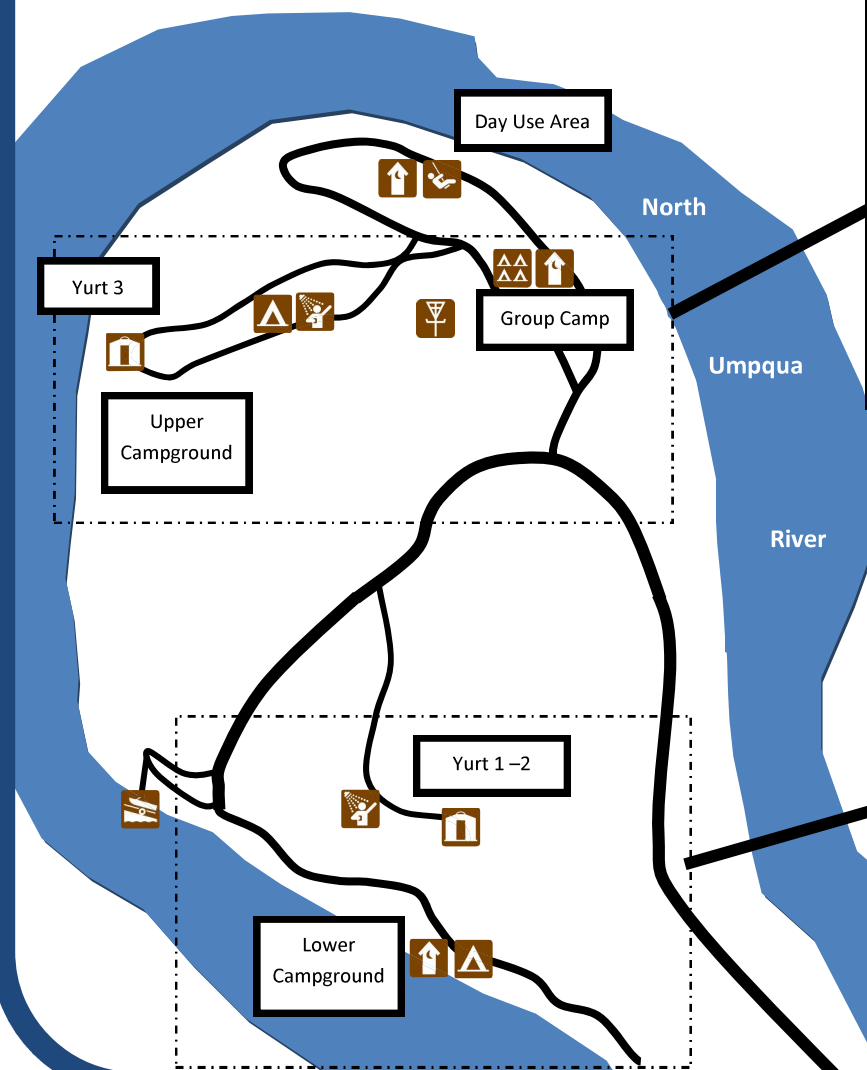 Day Use Area
North
Yurt 3
Group Camp
Umpqua
Upper
Campground
River
Yurt 1 –2
Lower
Campground